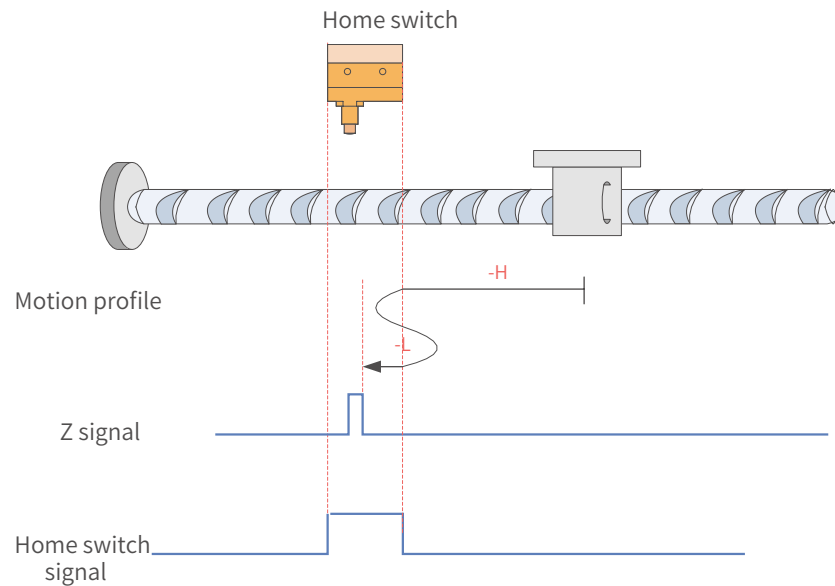 Home switch
-H
Motion profile
-L
Z signal
Home switch
signal